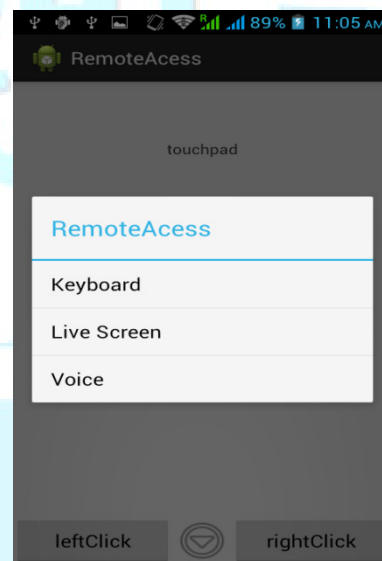 R 89% 11:05 AM
RemoteAcess
touchpad
RemoteAcess
Keyboard
Live Screen
Voice
leftClick rightClick